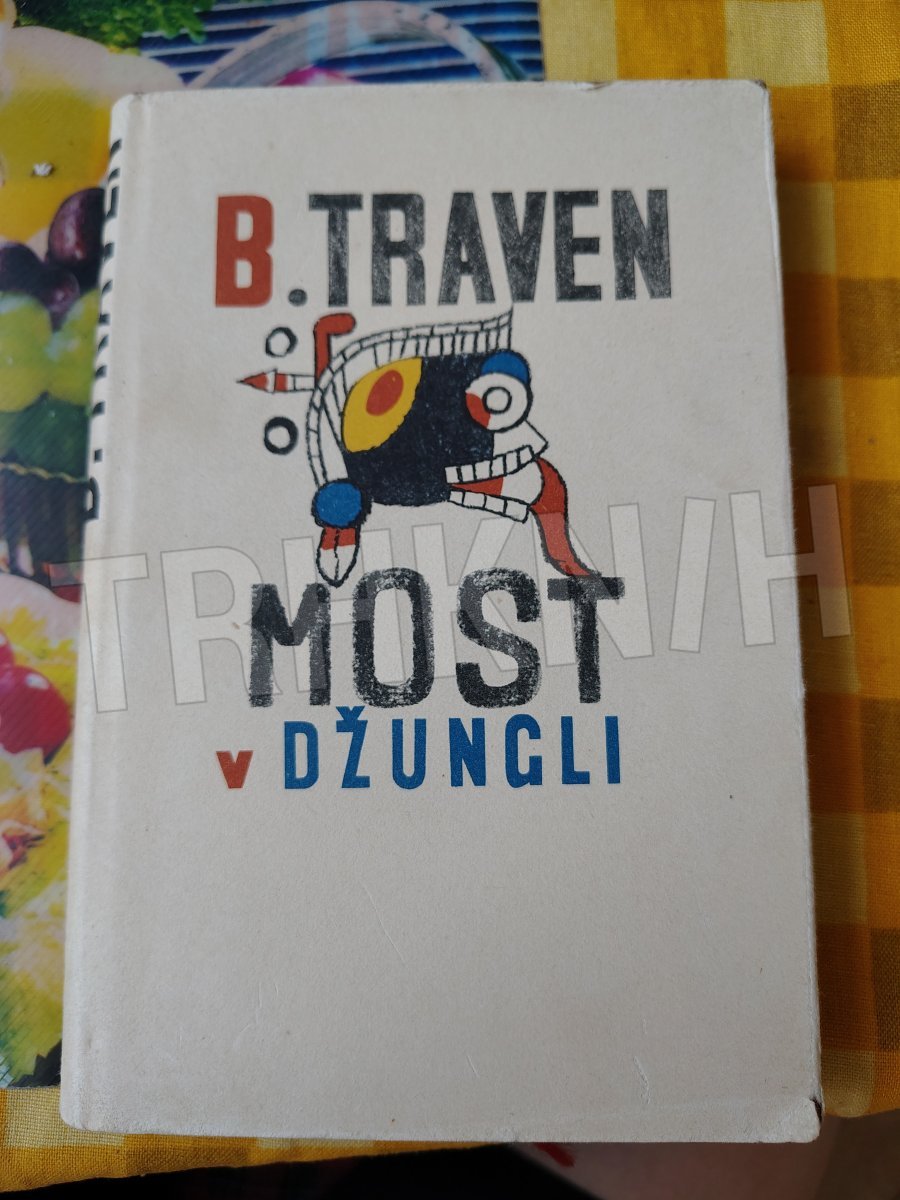 B. TRAVEN
MOST
v DŽUNGLI
TRHKNIH